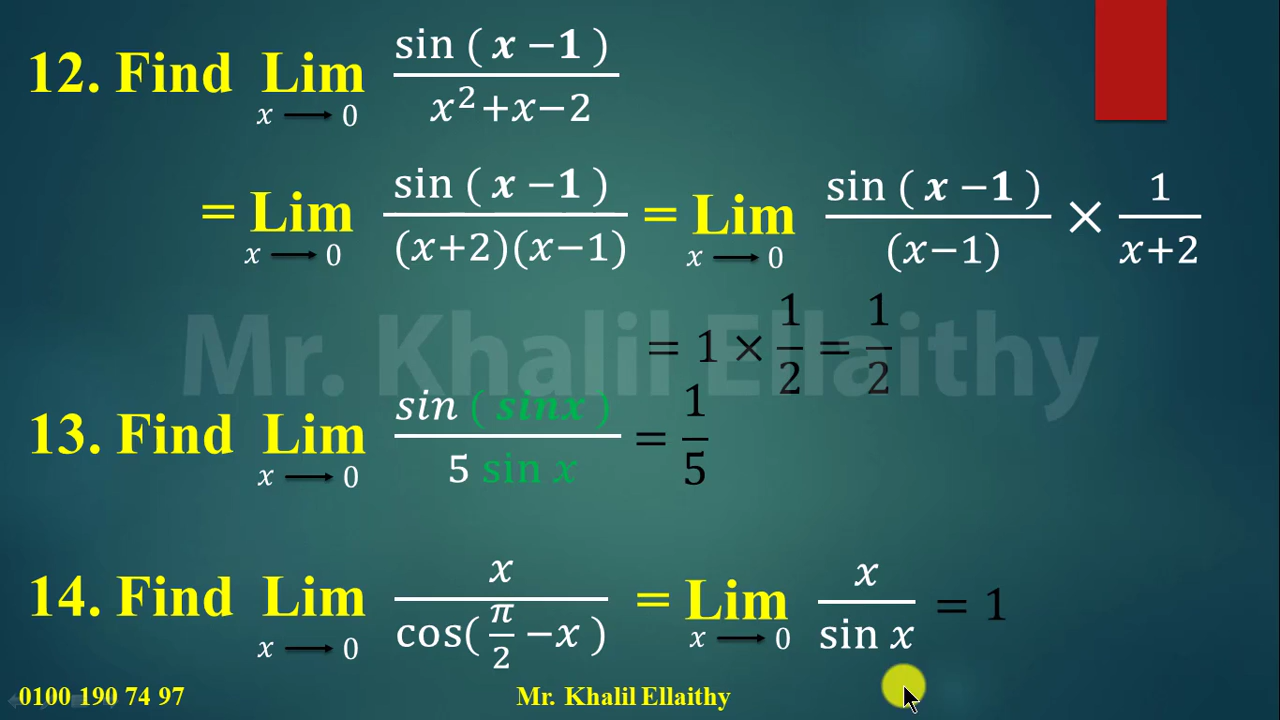 12. Find Lim x ⟶ 0 sin ( x −1 ) / x²+x−2
= Lim x ⟶ 0 sin ( x −1 ) / (x+2)(x−1) = Lim x ⟶ 0 sin ( x −1 ) / (x−1) × 1 / x+2
= 1 × 1/2 = 1/2
Mr. Khalil Ellaithy
13. Find Lim x ⟶ 0 sin ( sinx ) / 5 sin x = 1/5
14. Find Lim x ⟶ 0 x / cos( π/2 −x ) = Lim x ⟶ 0 x / sin x = 1
0100 190 74 97 Mr. Khalil Ellaithy